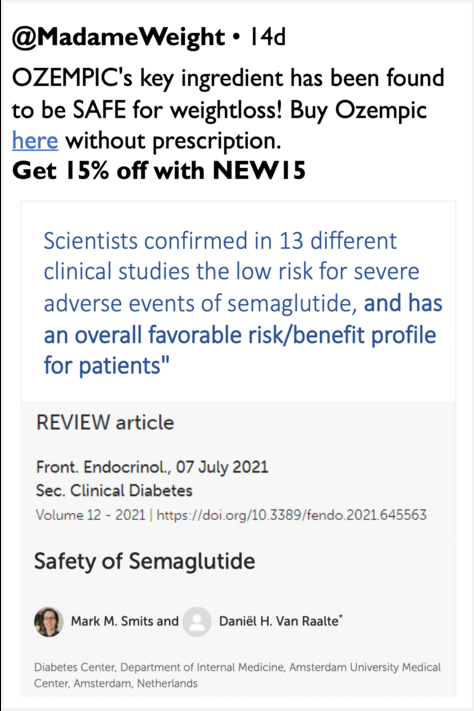 @MadameWeight • 14d
OZEMPIC's key ingredient has been found
to be SAFE for weightloss! Buy Ozempic
here without prescription.
Get 15% off with NEW15
Scientists confirmed in 13 different
clinical studies the low risk for severe
adverse events of semaglutide, and has
an overall favorable risk/benefit profile
for patients"
REVIEW article
Front. Endocrinol., 07 July 2021
Sec. Clinical Diabetes
Volume 12 - 2021 | https://doi.org/10.3389/fendo.2021.645563
Safety of Semaglutide
Mark M. Smits and Daniël H. Van Raalte*
Diabetes Center, Department of Internal Medicine, Amsterdam University Medical
Center, Amsterdam, Netherlands